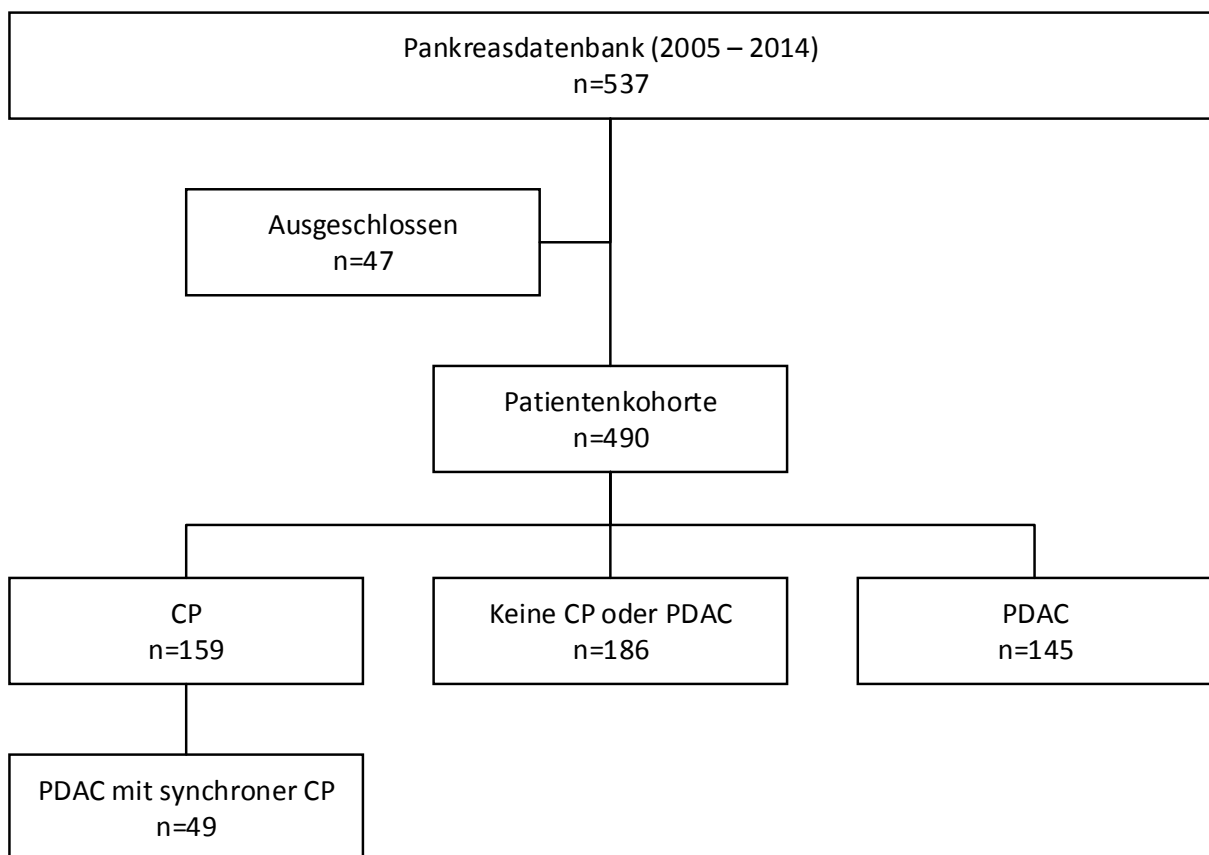 Pankreasdatenbank (2005 – 2014)
n=537
Ausgeschlossen
n=47
Patientenkohorte
n=490
CP
n=159
Keine CP oder PDAC
n=186
PDAC
n=145
PDAC mit synchroner CP
n=49